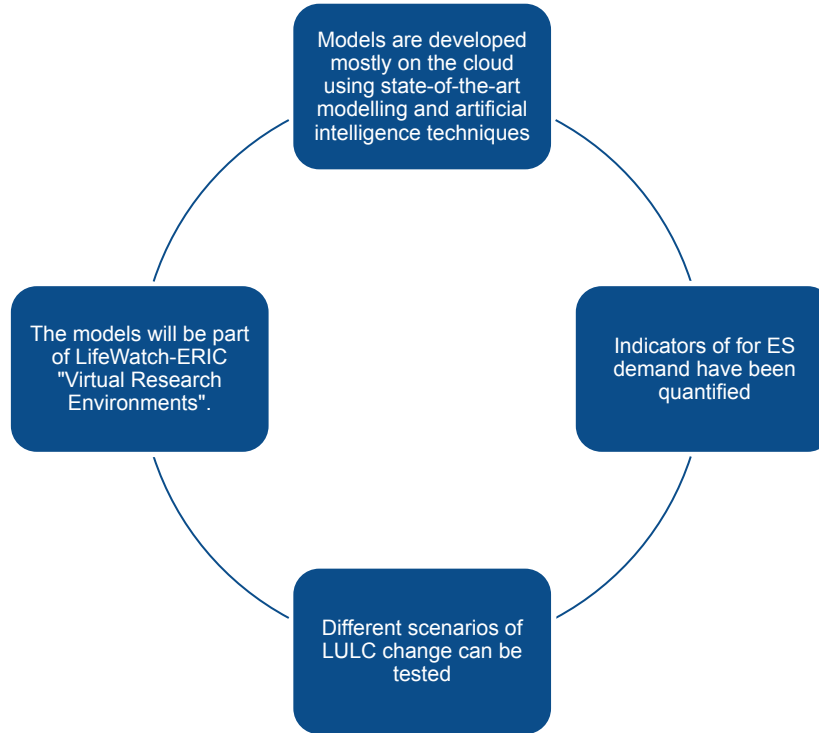 Models are developed
mostly on the cloud
using state-of-the-art
modelling and artificial
intelligence techniques
Indicators of for ES
demand have been
quantified
Different scenarios of
LULC change can be
tested
The models will be part
of LifeWatch-ERIC
"Virtual Research
Environments".